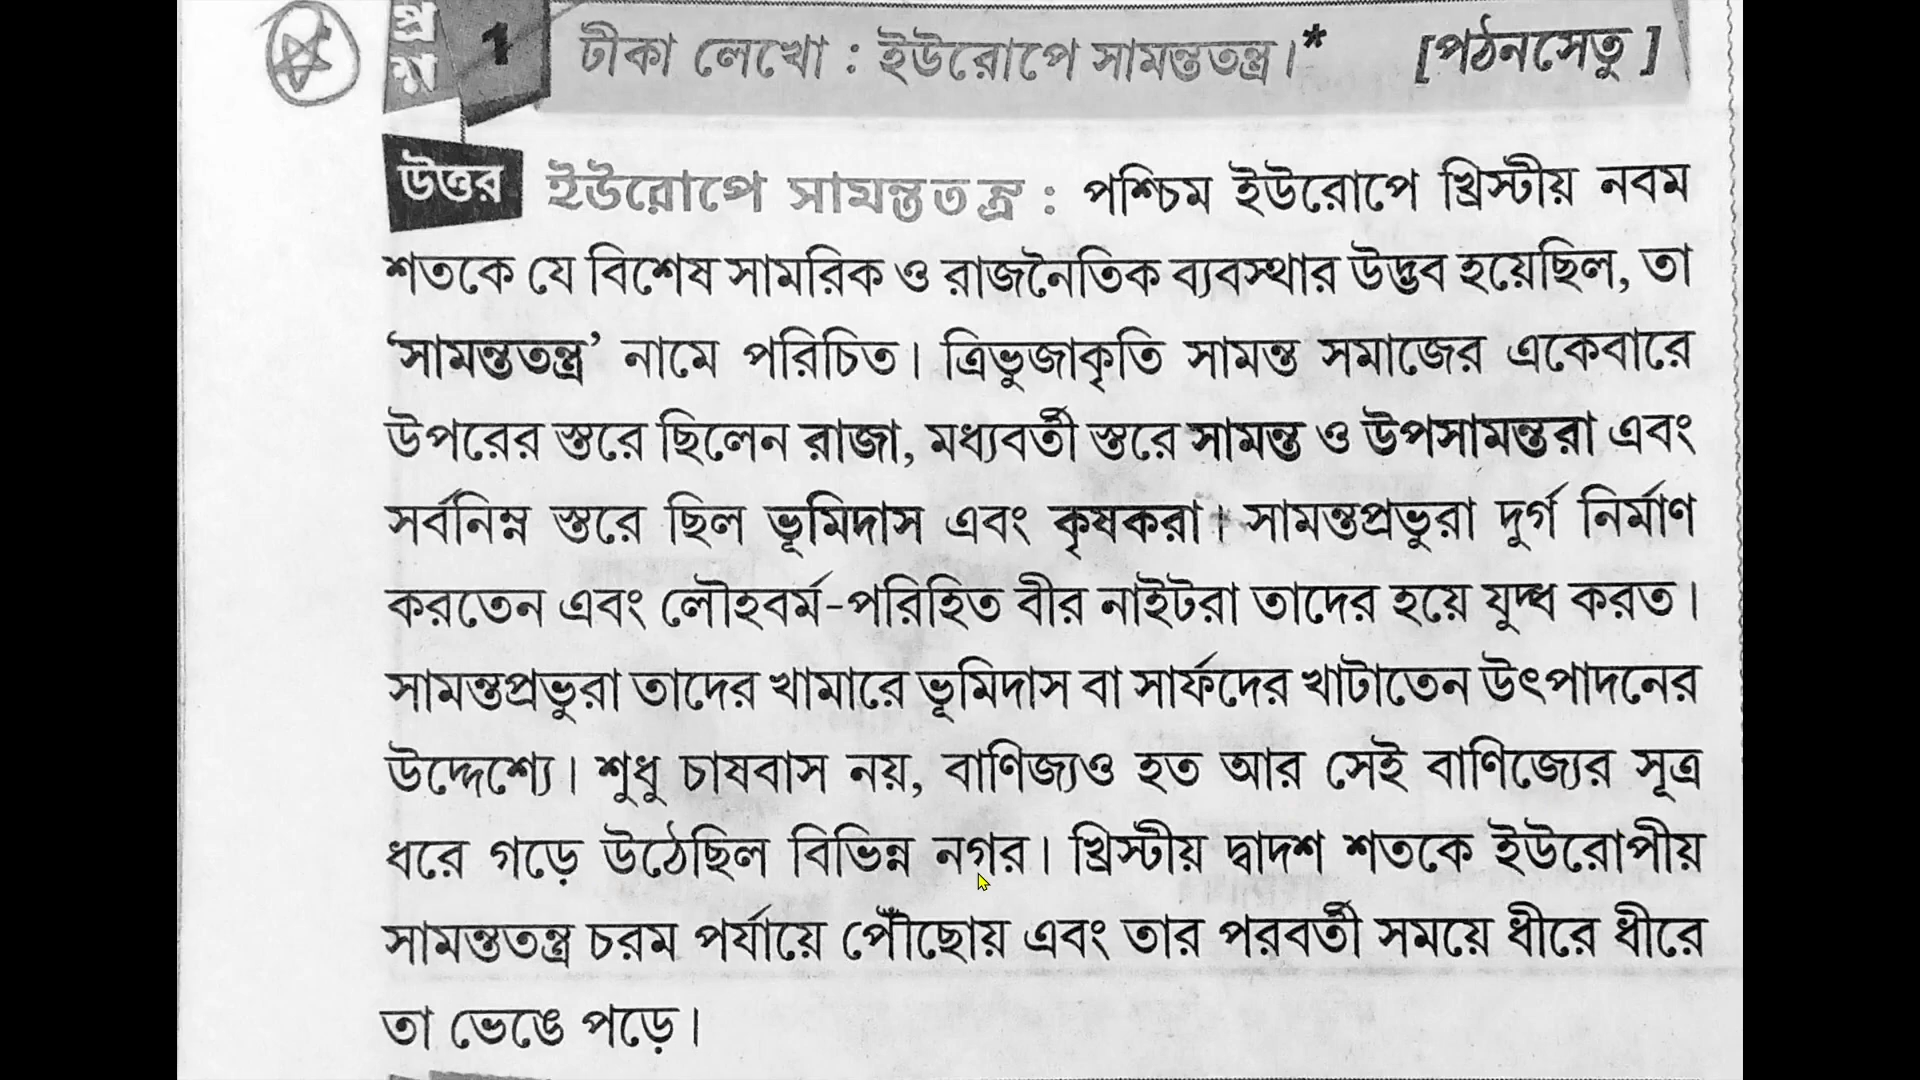 প্রশ্ন 1 টীকা লেখো : ইউরোপে সামন্ততন্ত্র।* [পঠনসেতু]
উত্তর ইউরোপে সামন্ততন্ত্র : পশ্চিম ইউরোপে খ্রিস্টীয় নবম
শতকে যে বিশেষ সামরিক ও রাজনৈতিক ব্যবস্থার উদ্ভব হয়েছিল, তা
‘সামন্ততন্ত্র’ নামে পরিচিত। ত্রিভুজাকৃতি সামন্ত সমাজের একেবারে
উপরের স্তরে ছিলেন রাজা, মধ্যবর্তী স্তরে সামন্ত ও উপসামন্তরা এবং
সর্বনিম্ন স্তরে ছিল ভূমিদাস এবং কৃষকরা। সামন্তপ্রভুরা দুর্গ নির্মাণ
করতেন এবং লৌহবর্ম-পরিহিত বীর নাইটরা তাদের হয়ে যুদ্ধ করত।
সামন্তপ্রভুরা তাদের খামারে ভূমিদাস বা সার্ফদের খাটাতেন উৎপাদনের
উদ্দেশ্যে। শুধু চাষবাস নয়, বাণিজ্যও হত আর সেই বাণিজ্যের সূত্র
ধরে গড়ে উঠেছিল বিভিন্ন নগর। খ্রিস্টীয় দ্বাদশ শতকে ইউরোপীয়
সামন্ততন্ত্র চরম পর্যায়ে পৌঁছোয় এবং তার পরবর্তী সময়ে ধীরে ধীরে
তা ভেঙে পড়ে।